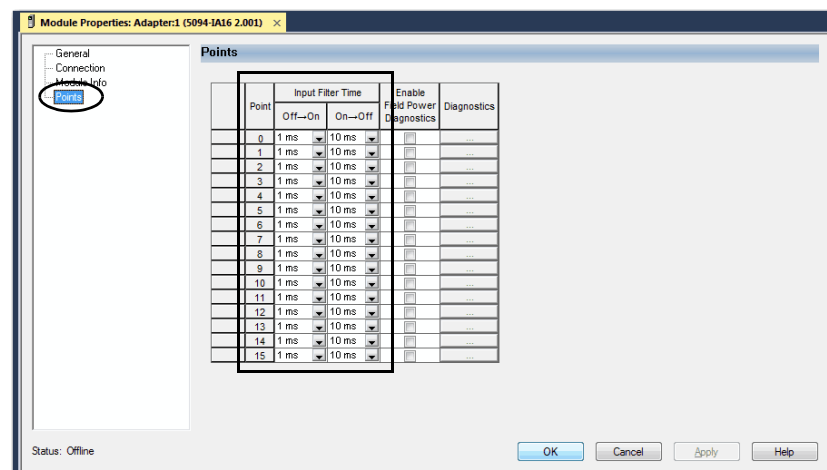 Module Properties: Adapter:1 (5094-IA16 2.001) ×
General
Connection
Module Info
Points
Points
Point
Input Filter Time
Off→On
On→Off
Enable Field Power Diagnostics
Diagnostics
0 1 ms 10 ms ...
1 1 ms 10 ms ...
2 1 ms 10 ms ...
3 1 ms 10 ms ...
4 1 ms 10 ms ...
5 1 ms 10 ms ...
6 1 ms 10 ms ...
7 1 ms 10 ms ...
8 1 ms 10 ms ...
9 1 ms 10 ms ...
10 1 ms 10 ms ...
11 1 ms 10 ms ...
12 1 ms 10 ms ...
13 1 ms 10 ms ...
14 1 ms 10 ms ...
15 1 ms 10 ms ...
Status: Offline
OK Cancel Apply Help